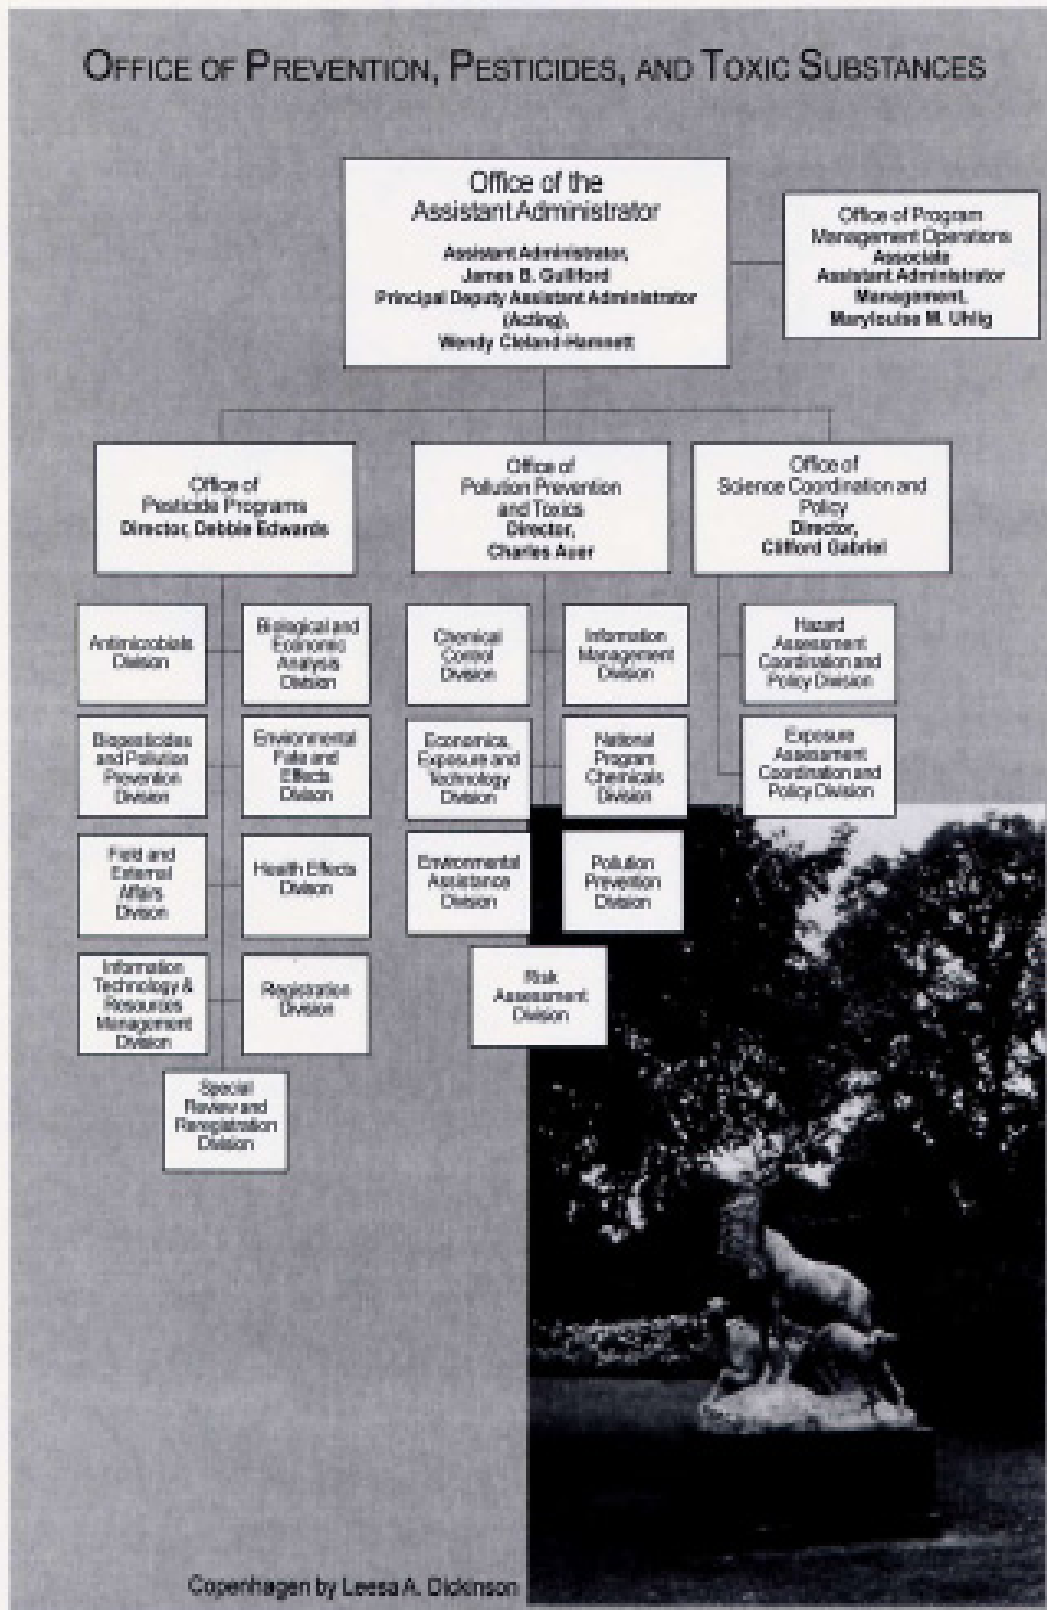 OFFICE OF PREVENTION, PESTICIDES, AND TOXIC SUBSTANCES
Office of the
Assistant Administrator
Assistant Administrator,
James B. Gulliford
Principal Deputy Assistant Administrator
(Acting),
Wendy Cleland-Hamnett
Office of Program
Management Operations
Associate
Assistant Administrator
Management,
Marylouise M. Uhlig
Office of
Pesticide Programs
Director, Debbie Edwards
Office of
Pollution Prevention
and Toxics
Director,
Charles Auer
Office of
Science Coordination and
Policy
Director,
Clifford Gabriel
Antimicrobials
Division
Biological and
Economic
Analysis
Division
Biopesticides
and Pollution
Prevention
Division
Environmental
Fate and
Effects
Division
Field and
External
Affairs
Division
Health Effects
Division
Information
Technology &
Resources
Management
Division
Registration
Division
Special
Review and
Reregistration
Division
Chemical
Control
Division
Information
Management
Division
Economics,
Exposure and
Technology
Division
National
Program
Chemicals
Division
Environmental
Assistance
Division
Pollution
Prevention
Division
Risk
Assessment
Division
Hazard
Assessment
Coordination and
Policy Division
Exposure
Assessment
Coordination and
Policy Division
Copenhagen by Leesa A. Dickinson